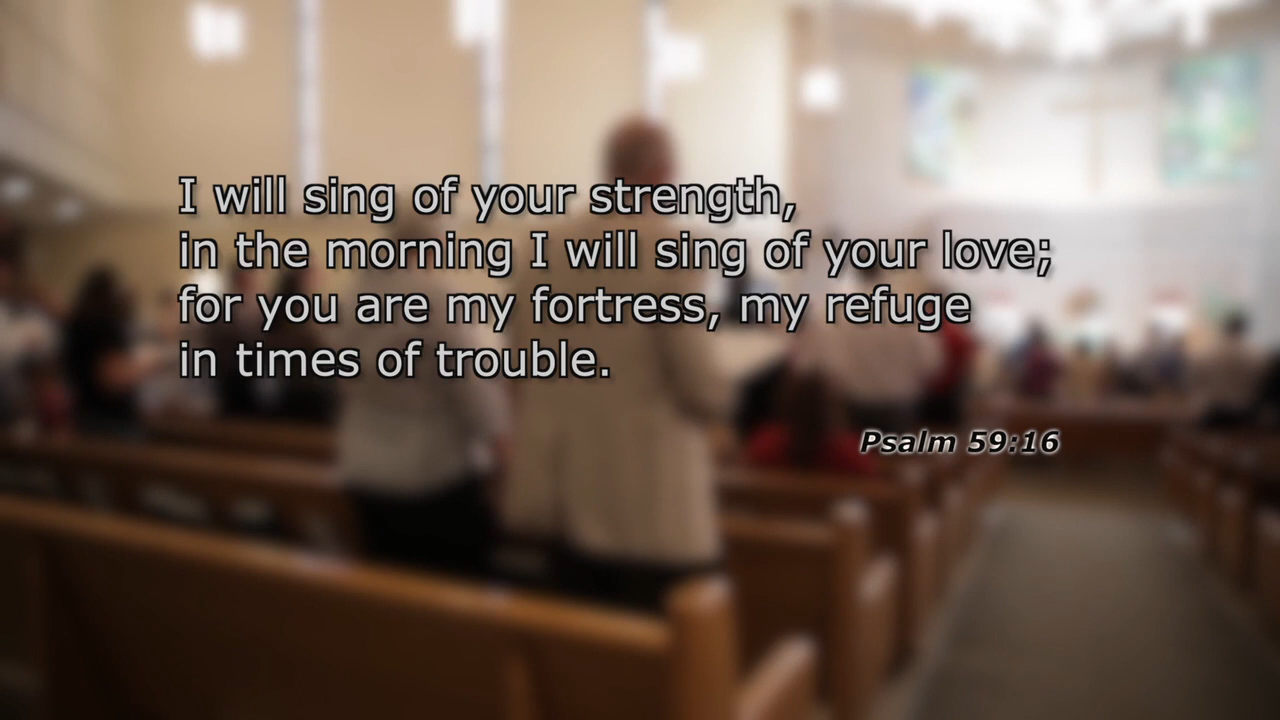 I will sing of your strength,
in the morning I will sing of your love;
for you are my fortress, my refuge
in times of trouble.
Psalm 59:16